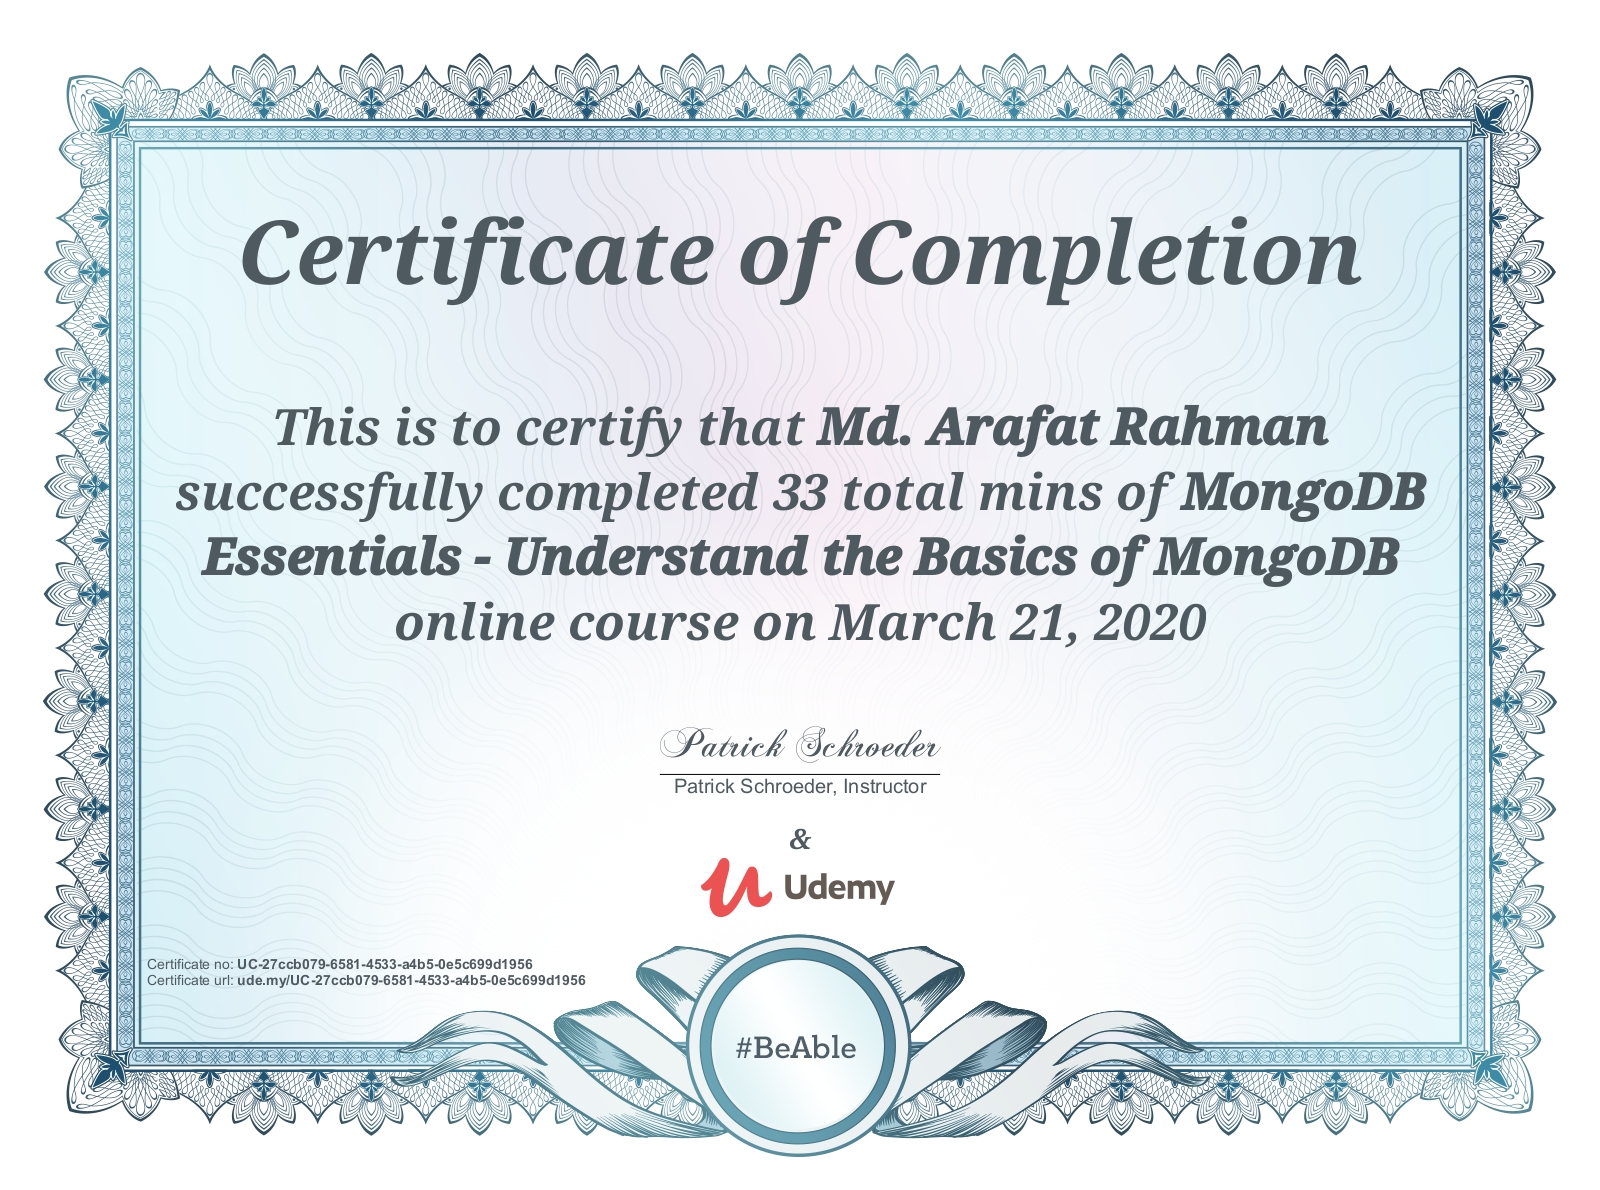 Certificate of Completion
This is to certify that Md. Arafat Rahman
successfully completed 33 total mins of MongoDB
Essentials - Understand the Basics of MongoDB
online course on March 21, 2020
Patrick Schroeder
Patrick Schroeder, Instructor
&
Udemy
Certificate no: UC-27ccb079-6581-4533-a4b5-0e5c699d1956
Certificate url: ude.my/UC-27ccb079-6581-4533-a4b5-0e5c699d1956
#BeAble